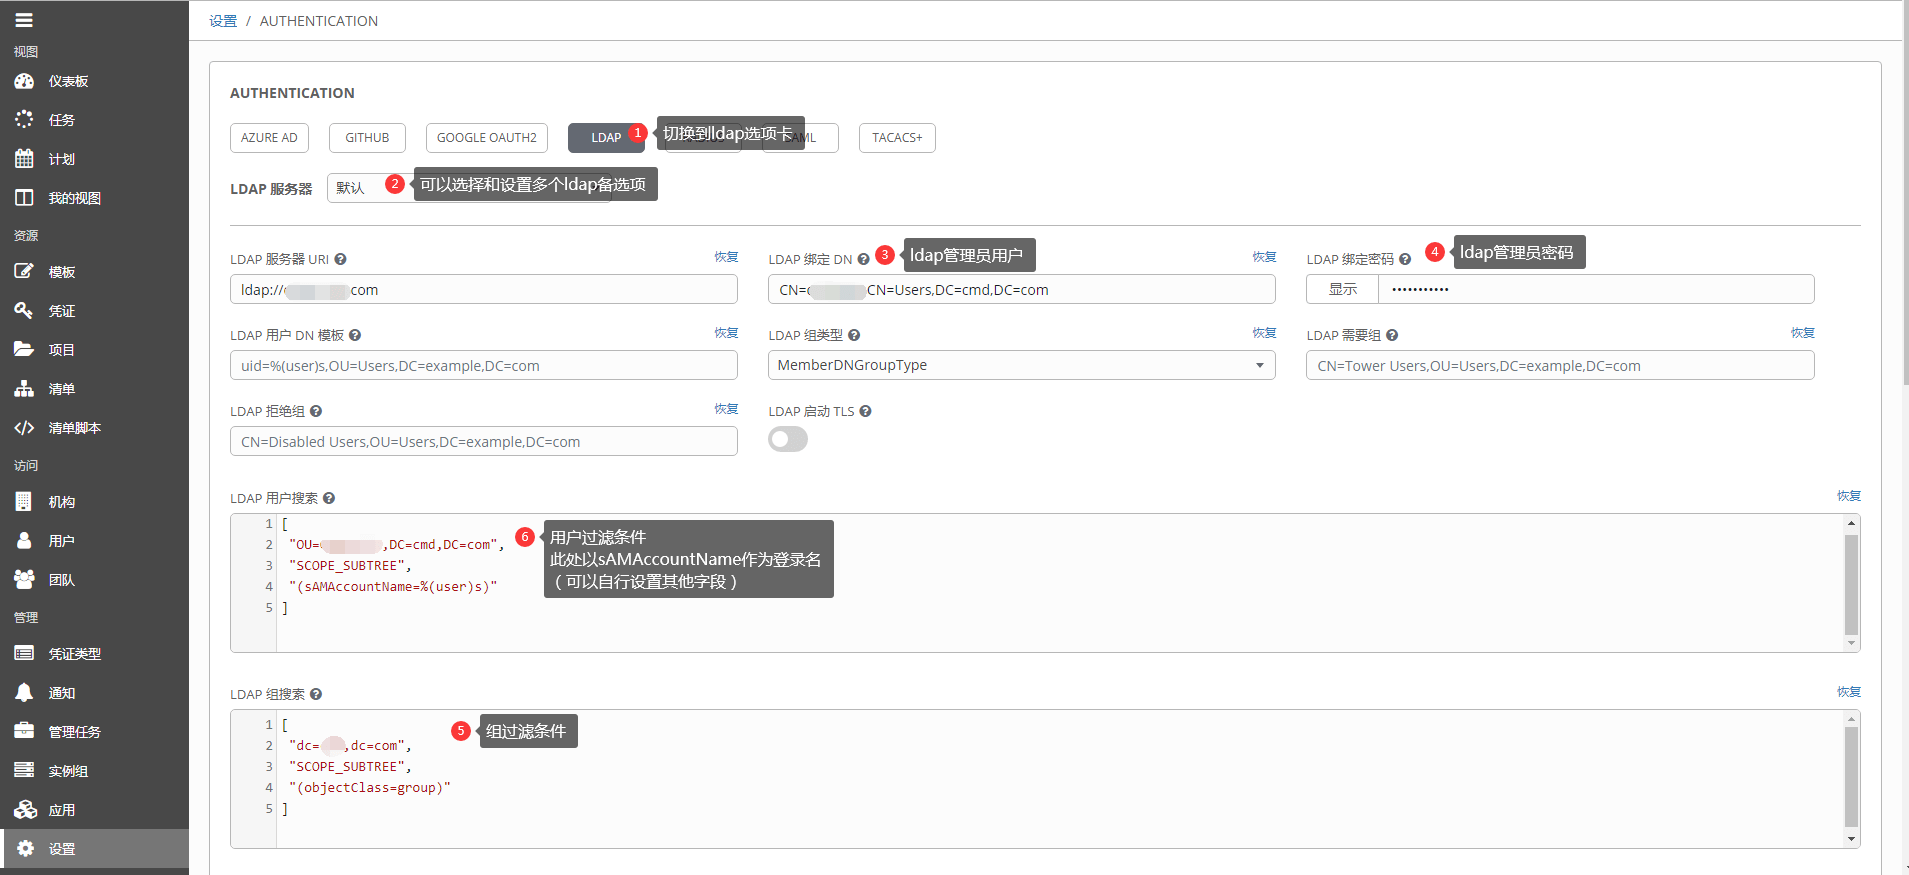 设置 / AUTHENTICATION
视图
仪表板
任务
计划
我的视图
资源
模板
凭证
项目
清单
清单脚本
访问
机构
用户
团队
管理
凭证类型
通知
管理任务
实例组
应用
设置
AUTHENTICATION
AZURE AD
GITHUB
GOOGLE OAUTH2
LDAP
1 切换到ldap选项卡
TACACS+
LDAP 服务器
默认
2 可以选择和设置多个ldap备选项
LDAP 服务器 URI
恢复
ldap://
com
LDAP 绑定 DN
3 ldap管理员用户
恢复
CN=
CN=Users,DC=cmd,DC=com
LDAP 绑定密码
4 ldap管理员密码
显示
•••••••••••
LDAP 用户 DN 模板
恢复
uid=%(user)s,OU=Users,DC=example,DC=com
LDAP 组类型
恢复
MemberDNGroupType
LDAP 需要组
恢复
CN=Tower Users,OU=Users,DC=example,DC=com
LDAP 拒绝组
恢复
CN=Disabled Users,OU=Users,DC=example,DC=com
LDAP 启动 TLS
LDAP 用户搜索
恢复
1 [
2 "OU= ,DC=cmd,DC=com",
3 "SCOPE_SUBTREE",
4 "(sAMAccountName=%(user)s)"
5 ]
6 用户过滤条件
此处以sAMAccountName作为登录名
（可以自行设置其他字段）
LDAP 组搜索
恢复
1 [
2 "dc= ,dc=com",
3 "SCOPE_SUBTREE",
4 "(objectClass=group)"
5 ]
5 组过滤条件